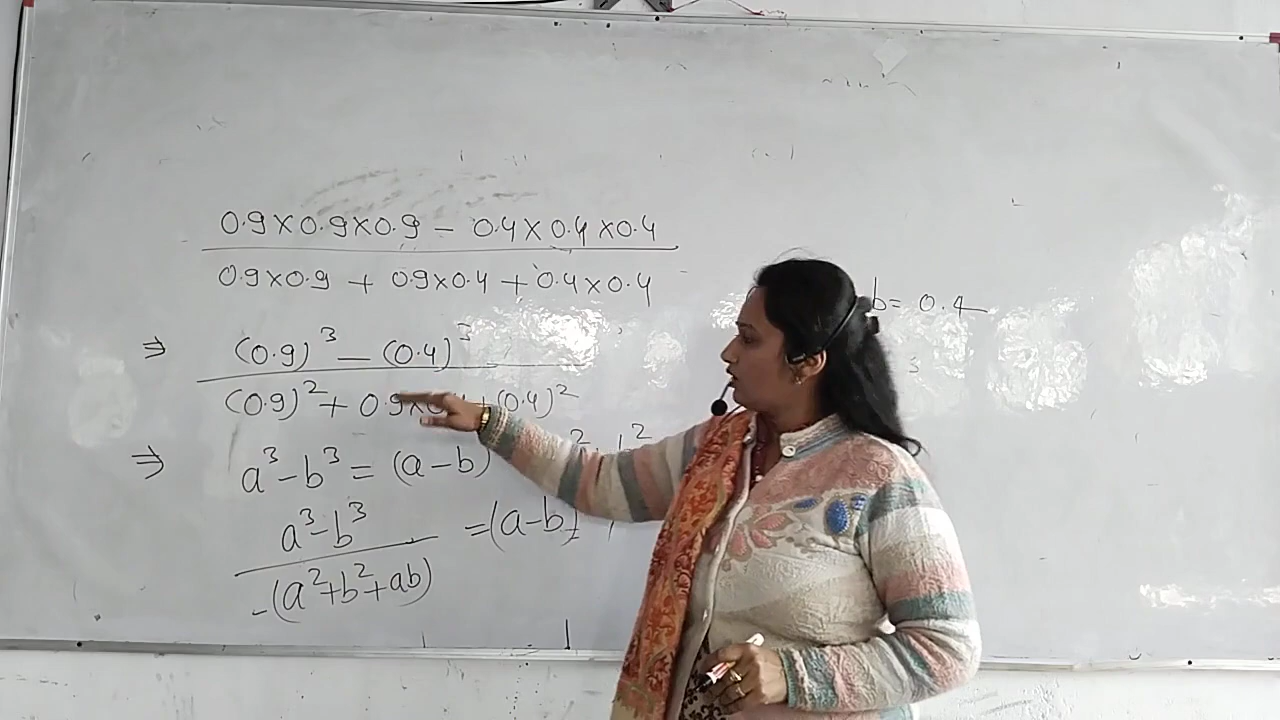 0.9×0.9×0.9 - 0.4×0.4×0.4
0.9×0.9 + 0.9×0.4 + 0.4×0.4
b = 0.4
⇒ (0.9)³ - (0.4)³
(0.9)² + 0.9× +(0.4)²
⇒ a³-b³ = (a-b)
a³-b³ = (a-b)
(a²+b²+ab)